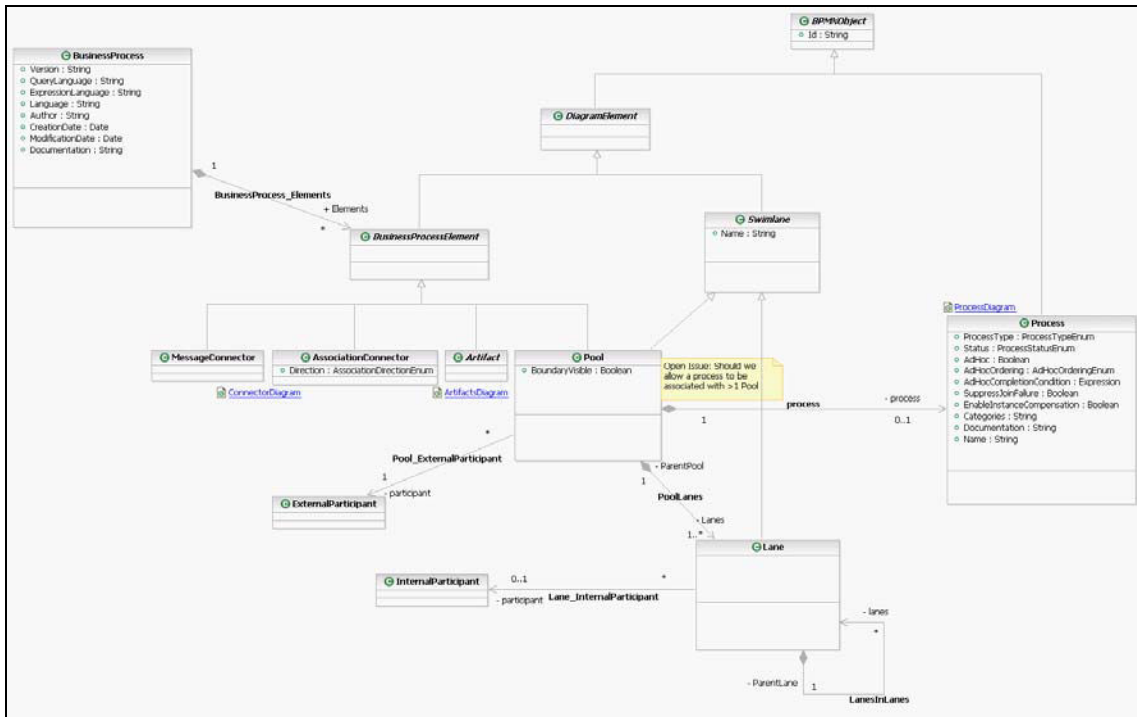 BPMNObject
Id : String
BusinessProcess
Version : String
QueryLanguage : String
ExpressionLanguage : String
Language : String
Author : String
CreationDate : Date
ModificationDate : Date
Documentation : String
DiagramElement
1
BusinessProcess_Elements
+ Elements
*
BusinessProcessElement
Swimlane
Name : String
ProcessDiagram
Process
ProcessType : ProcessTypeEnum
Status : ProcessStatusEnum
AdHoc : Boolean
AdHocOrdering : AdHocOrderingEnum
AdHocCompletionCondition : Expression
SuppressJoinFailure : Boolean
EnableInstanceCompensation : Boolean
Categories : String
Documentation : String
Name : String
MessageConnector
AssociationConnector
Direction : AssociationDirectionEnum
Artifact
Pool
BoundaryVisible : Boolean
Open Issue: Should we
allow a process to be
associated with >1 Pool
ConnectorDiagram
ArtifactsDiagram
process
- process
1
0..1
*
Pool_ExternalParticipant
1
- participant
ExternalParticipant
- ParentPool
1
PoolLanes
- Lanes
1..*
Lane
InternalParticipant
0..1
*
- participant
Lane_InternalParticipant
- lanes
*
- ParentLane
1
LanesInLanes